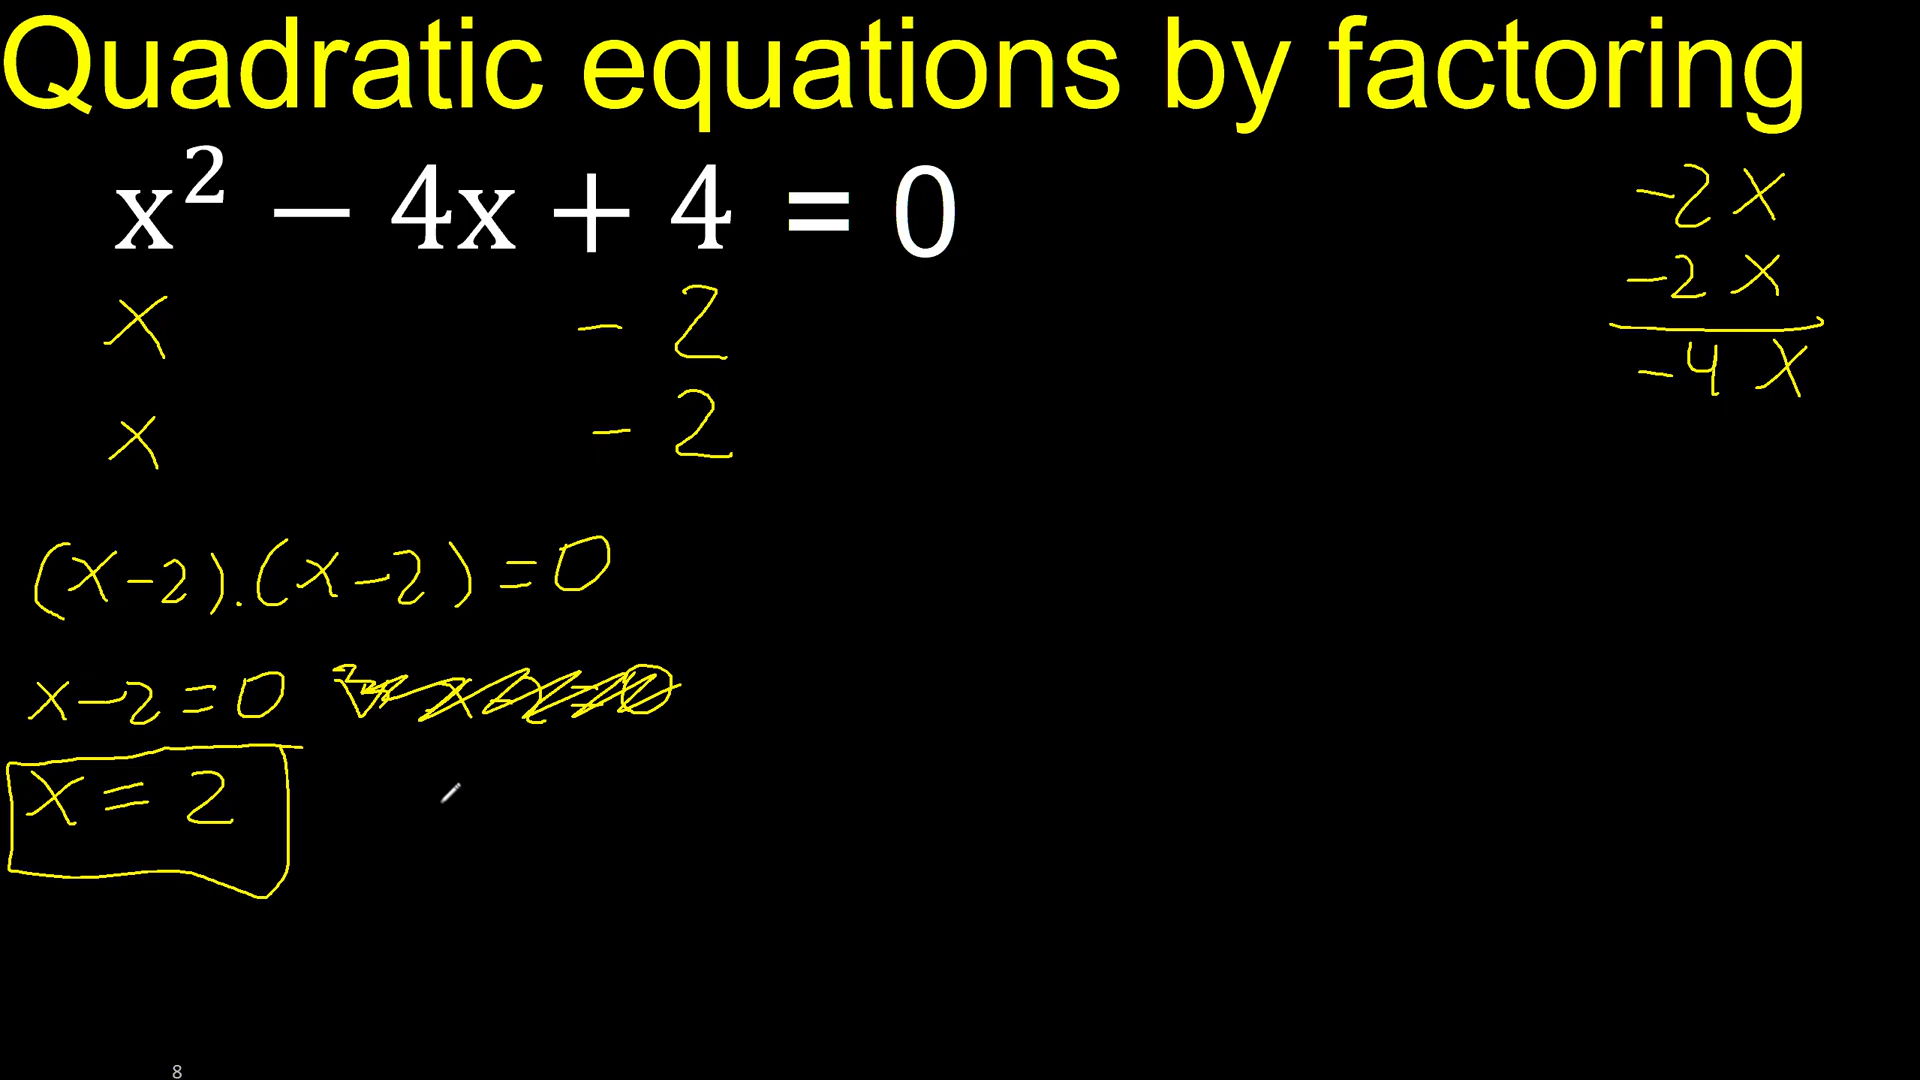 Quadratic equations by factoring
x² − 4x + 4 = 0
x - 2
x - 2
-2x
-2x
-4x
(x-2).(x-2)=0
x-2=0
x = 2
8